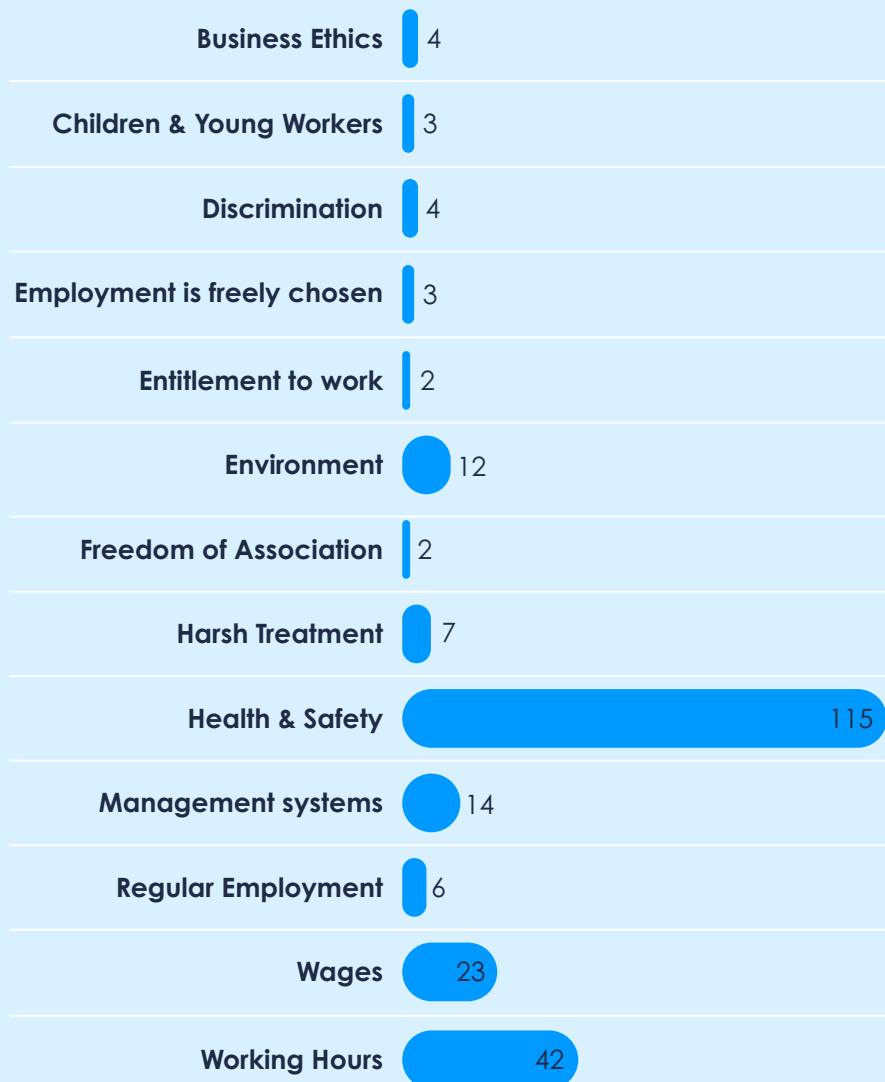 Business Ethics 4
Children & Young Workers 3
Discrimination 4
Employment is freely chosen 3
Entitlement to work 2
Environment 12
Freedom of Association 2
Harsh Treatment 7
Health & Safety 115
Management systems 14
Regular Employment 6
Wages 23
Working Hours 42